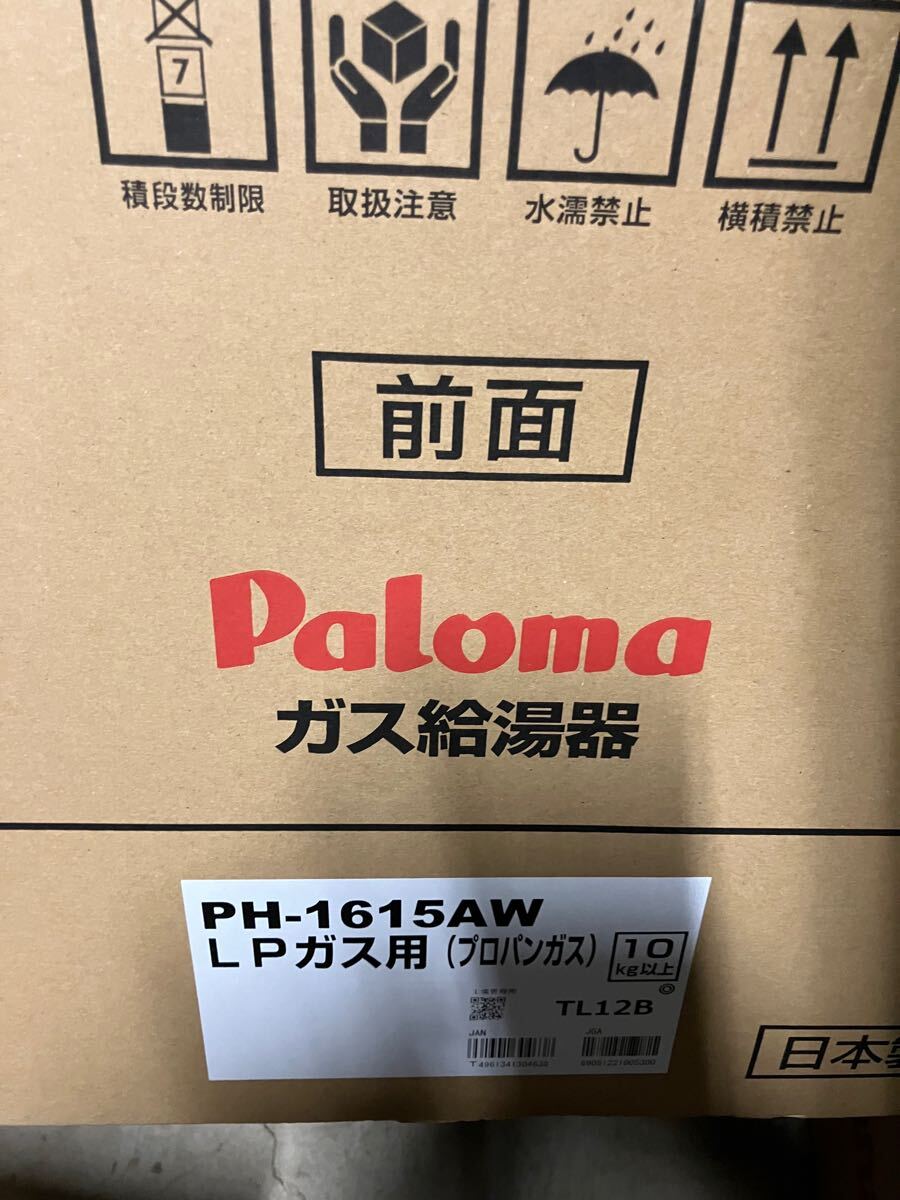 7
積段数制限
取扱注意
水濡禁止
横積禁止
前面
Paloma
ガス給湯器
PH-1615AW
LPガス用(プロパンガス)
10
kg以上
◎
TL12B
JAN
JGA
日本